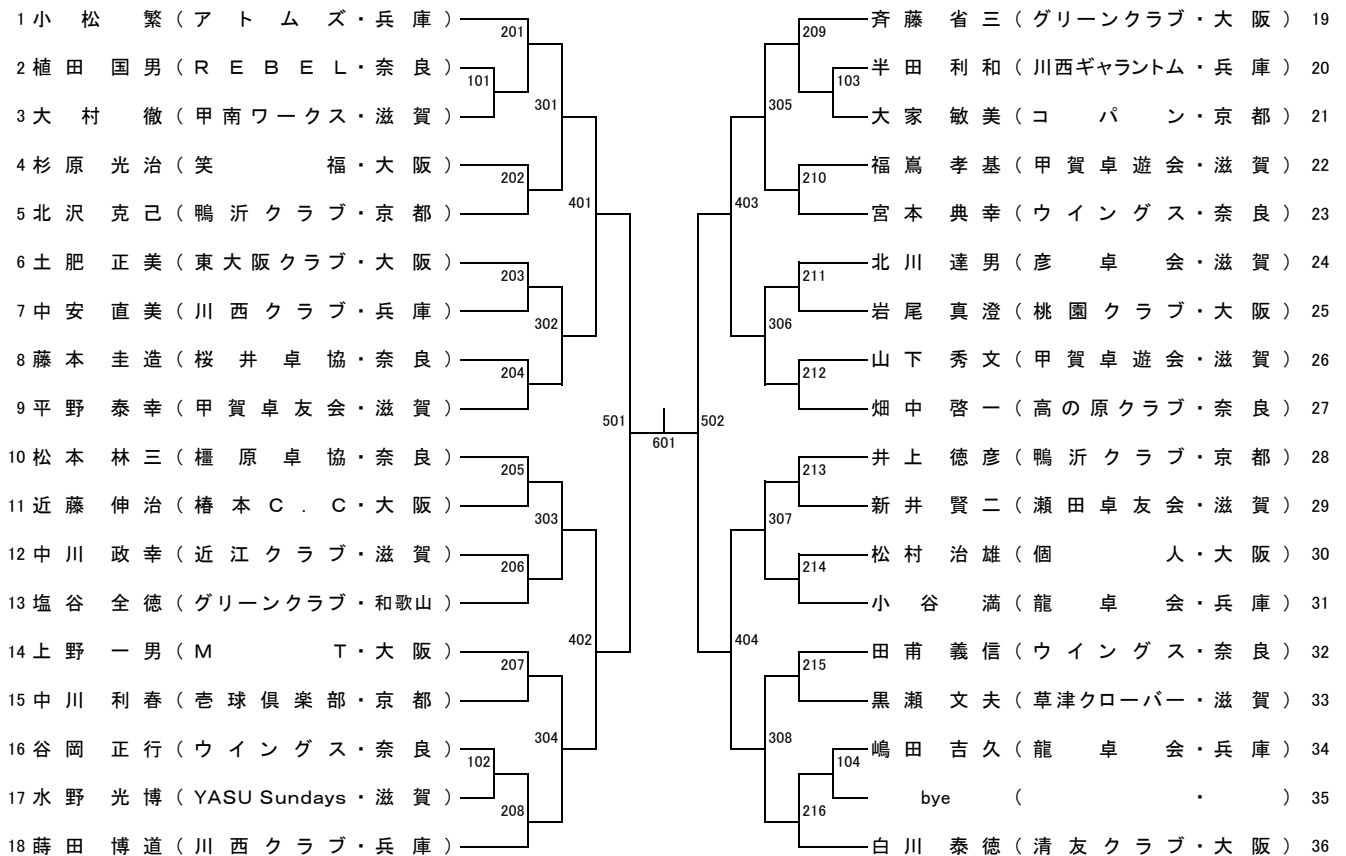 1 小松 繁 (アトムズ・兵庫)
2 植田 国男 (REBEL・奈良)
3 大村 徹 (甲南ワークス・滋賀)
4 杉原 光治 (笑福・大阪)
5 北沢 克己 (鴨沂クラブ・京都)
6 土肥 正美 (東大阪クラブ・大阪)
7 中安 直美 (川西クラブ・兵庫)
8 藤本 圭造 (桜井卓協・奈良)
9 平野 泰幸 (甲賀卓友会・滋賀)
10 松本 林三 (橿原卓協・奈良)
11 近藤 伸治 (椿本C.C・大阪)
12 中川 政幸 (近江クラブ・滋賀)
13 塩谷 全徳 (グリーンクラブ・和歌山)
14 上野 一男 (MT・大阪)
15 中川 利春 (壱球倶楽部・京都)
16 谷岡 正行 (ウイングス・奈良)
17 水野 光博 (YASU Sundays・滋賀)
18 蒔田 博道 (川西クラブ・兵庫)
101
102
201
202
203
204
205
206
207
208
301
302
303
304
401
402
501
601
502
403
404
305
306
307
308
209
210
211
212
213
214
215
216
103
104
斉藤 省三 (グリーンクラブ・大阪) 19
半田 利和 (川西ギャラントム・兵庫) 20
大家 敏美 (コパン・京都) 21
福嶌 孝基 (甲賀卓遊会・滋賀) 22
宮本 典幸 (ウイングス・奈良) 23
北川 達男 (彦卓会・滋賀) 24
岩尾 真澄 (桃園クラブ・大阪) 25
山下 秀文 (甲賀卓遊会・滋賀) 26
畑中 啓一 (高の原クラブ・奈良) 27
井上 徳彦 (鴨沂クラブ・京都) 28
新井 賢二 (瀬田卓友会・滋賀) 29
松村 治雄 (個人・大阪) 30
小谷 満 (龍卓会・兵庫) 31
田甫 義信 (ウイングス・奈良) 32
黒瀬 文夫 (草津クローバー・滋賀) 33
嶋田 吉久 (龍卓会・兵庫) 34
bye (・) 35
白川 泰徳 (清友クラブ・大阪) 36